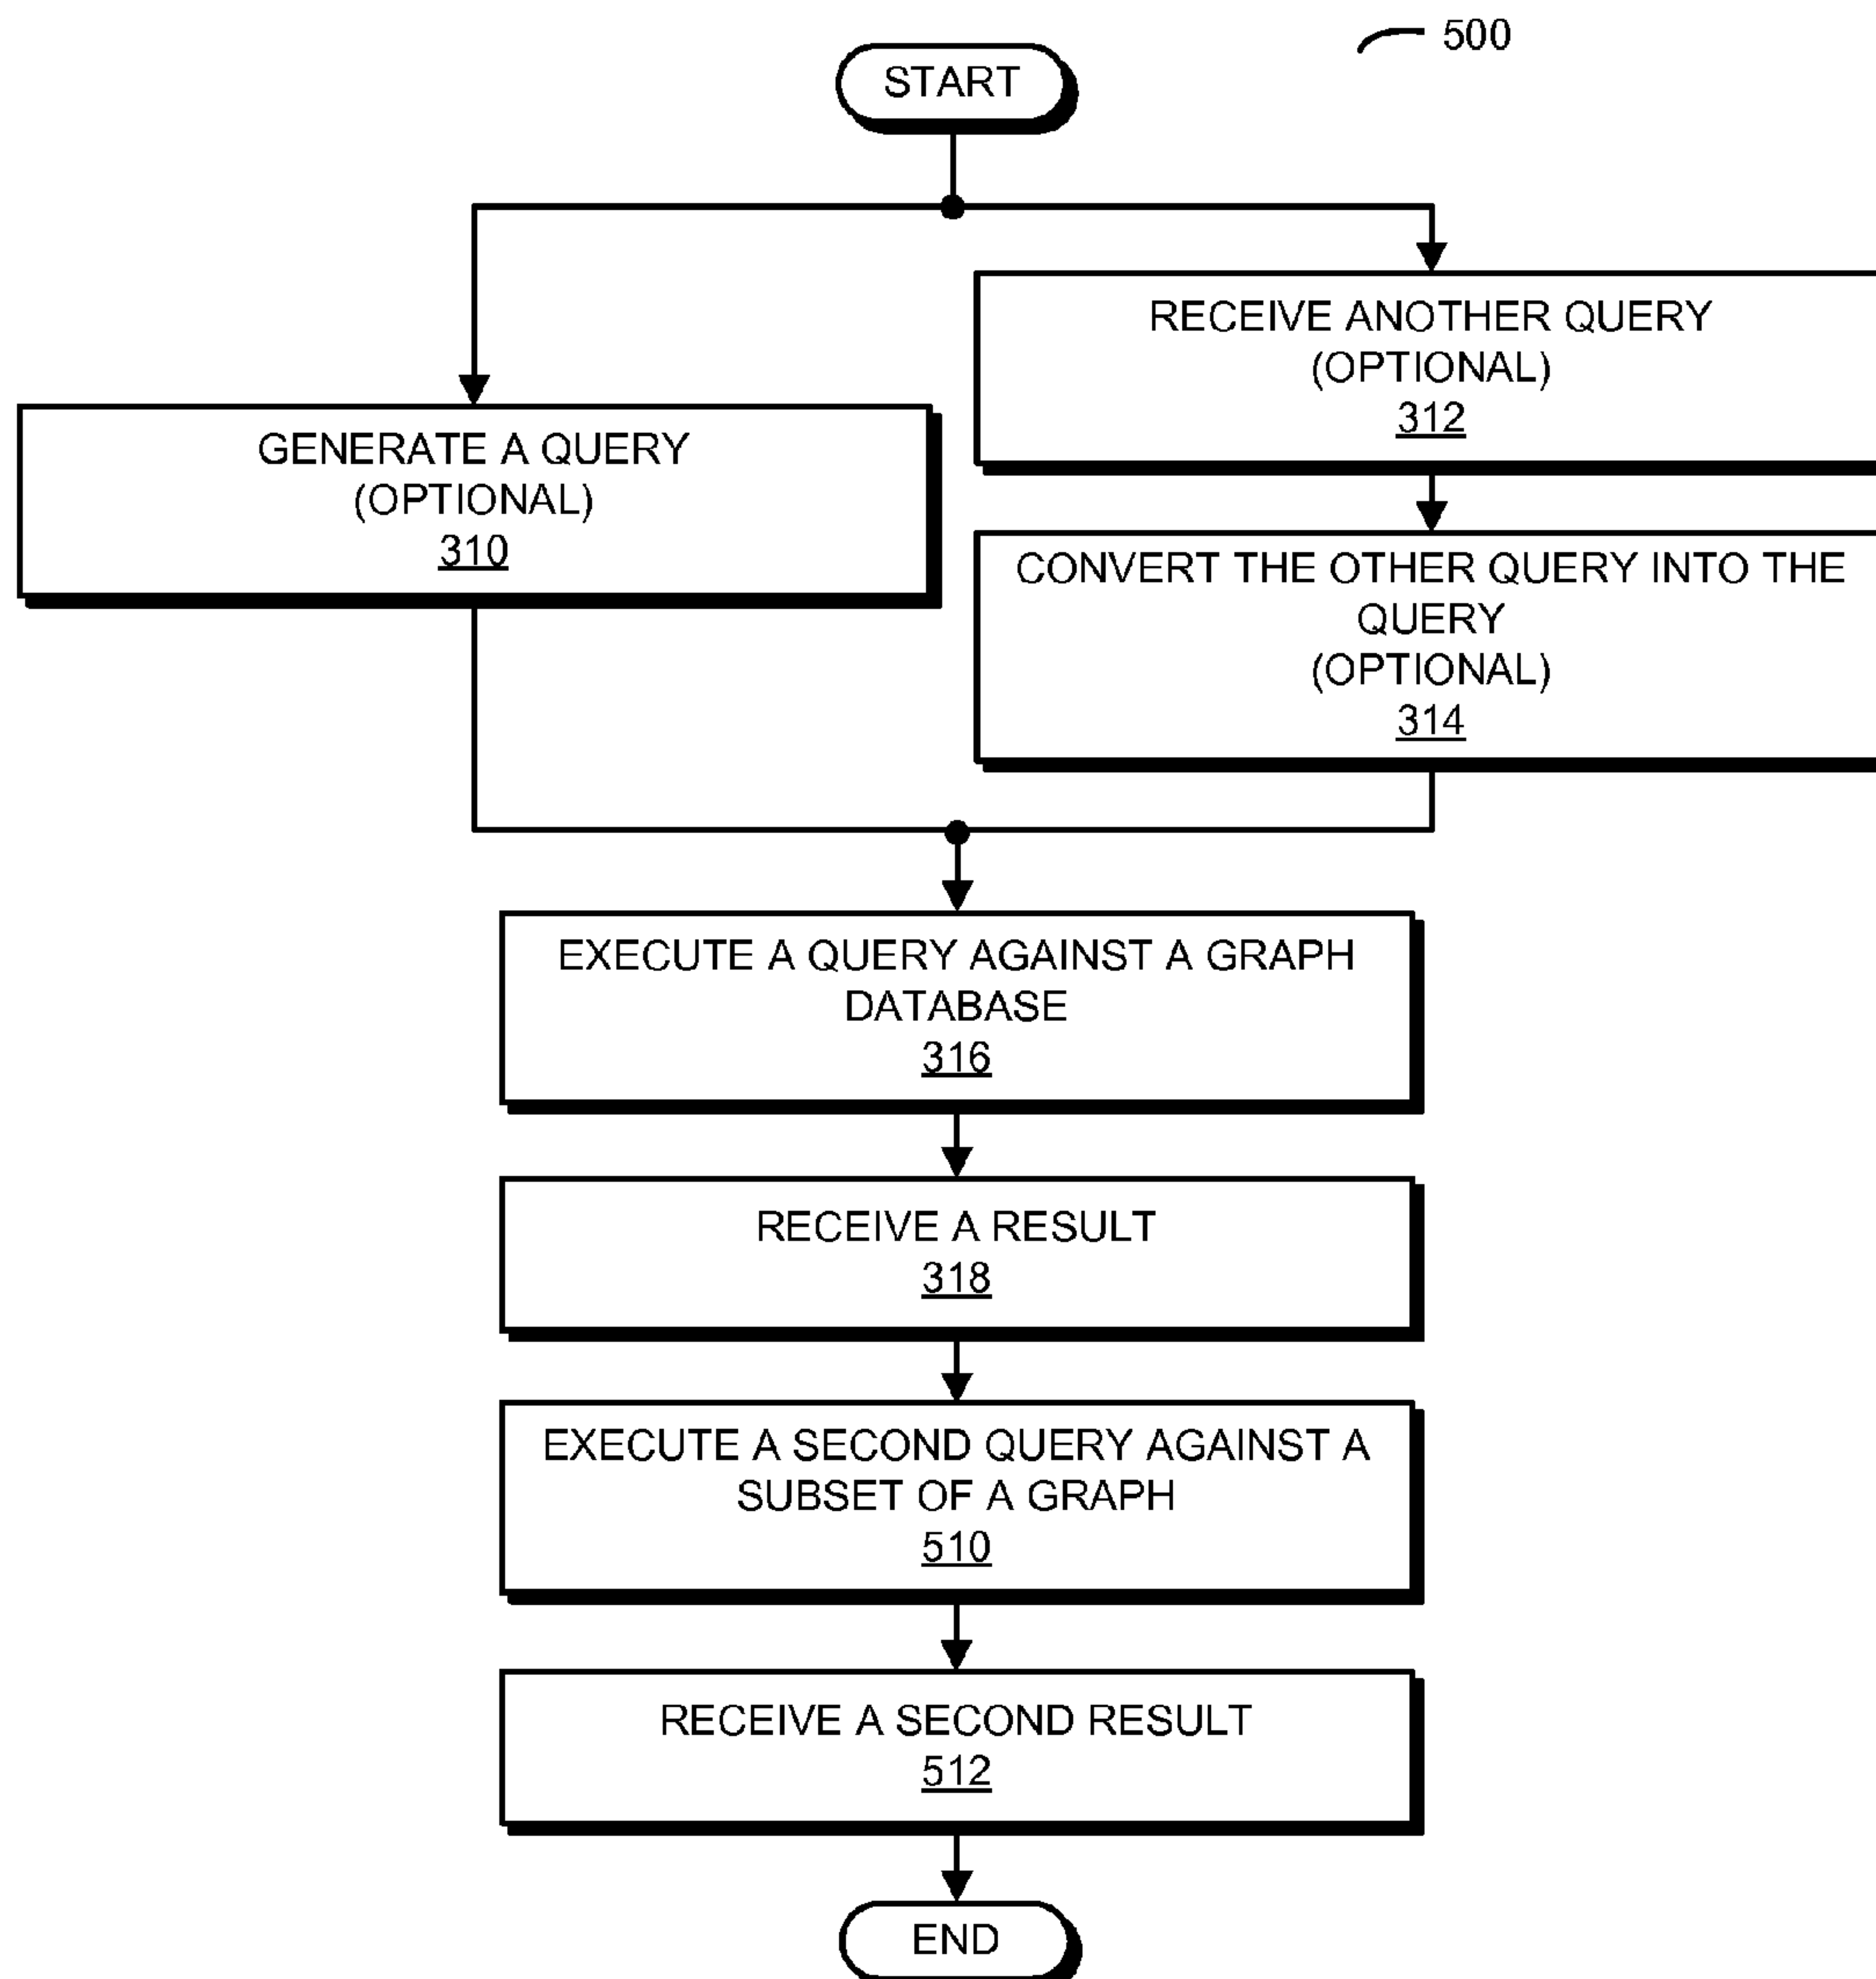 500
START
RECEIVE ANOTHER QUERY
(OPTIONAL)
312
GENERATE A QUERY
(OPTIONAL)
310
CONVERT THE OTHER QUERY INTO THE
QUERY
(OPTIONAL)
314
EXECUTE A QUERY AGAINST A GRAPH
DATABASE
316
RECEIVE A RESULT
318
EXECUTE A SECOND QUERY AGAINST A
SUBSET OF A GRAPH
510
RECEIVE A SECOND RESULT
512
END